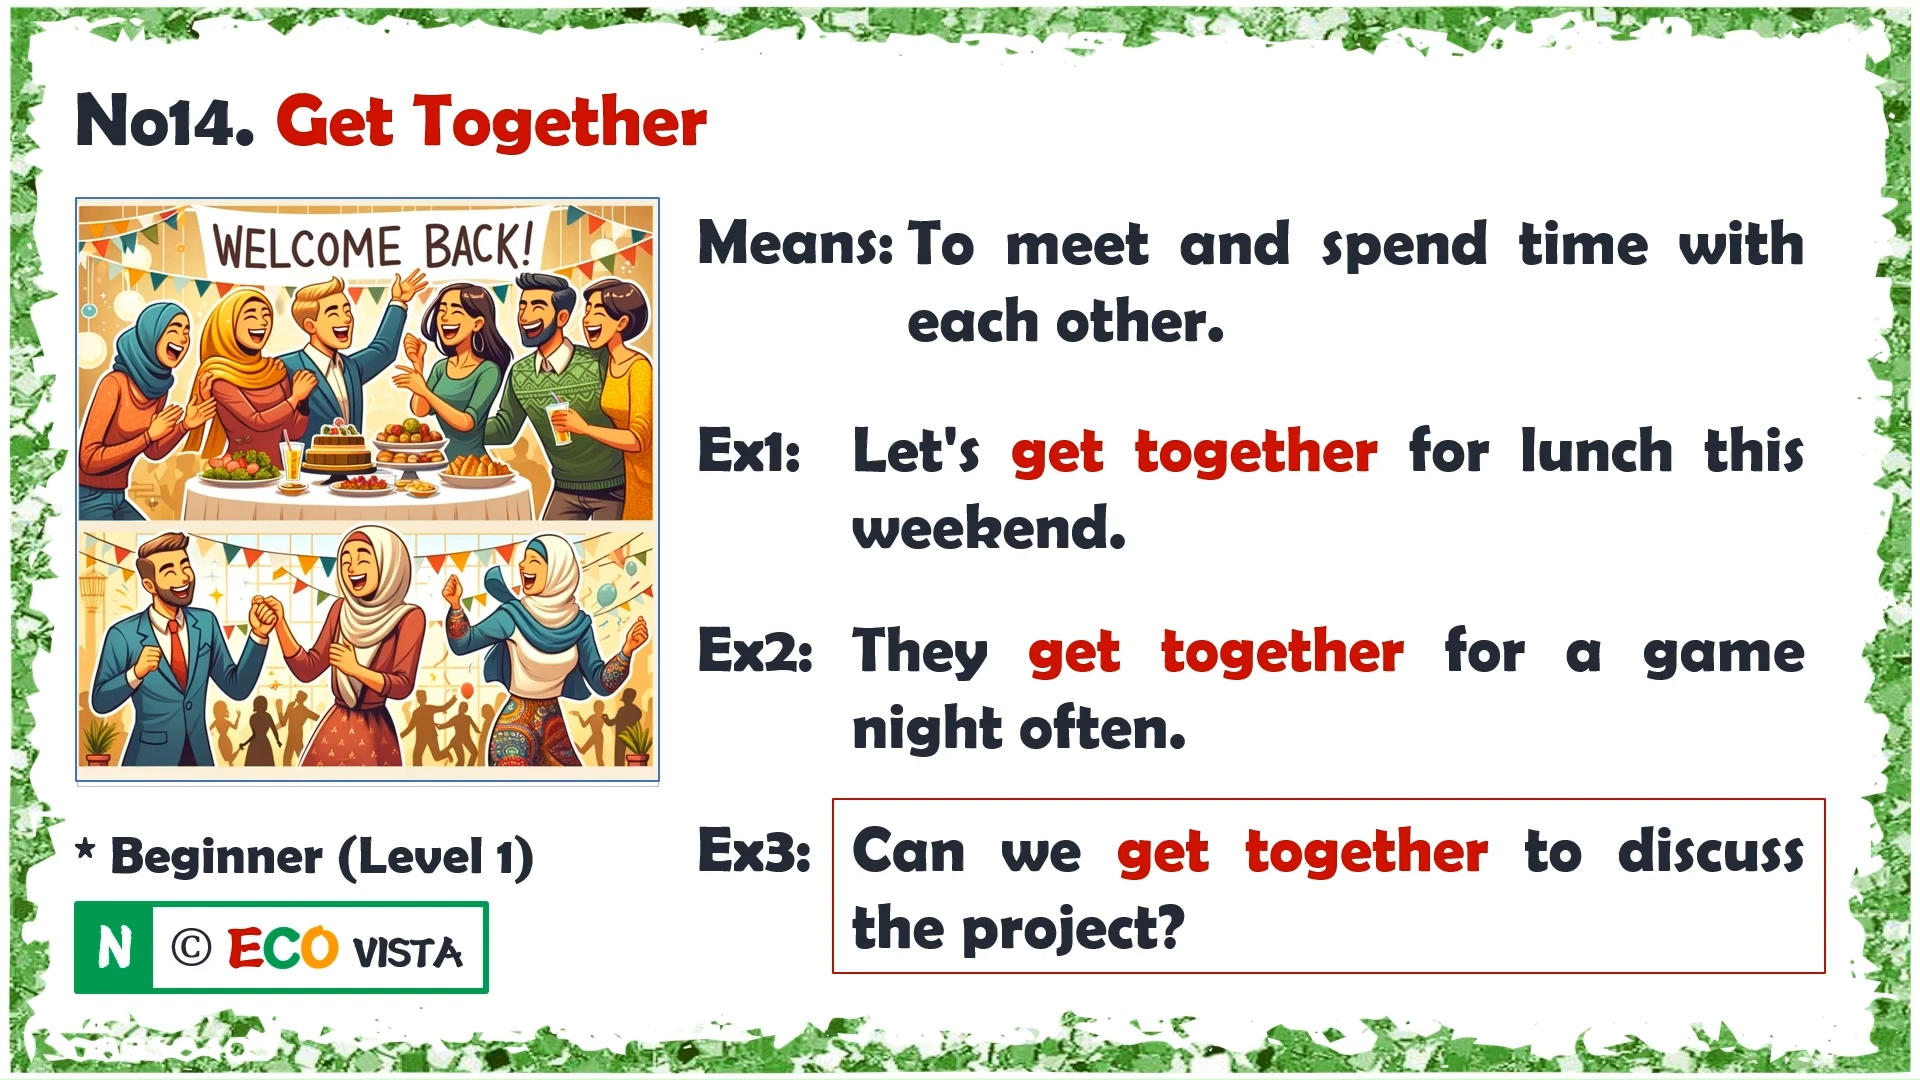 No14. Get Together
WELCOME BACK!
Means: To meet and spend time with
each other.
Ex1: Let's get together for lunch this
weekend.
Ex2: They get together for a game
night often.
Ex3: Can we get together to discuss
the project?
* Beginner (Level 1)
N © ECO VISTA